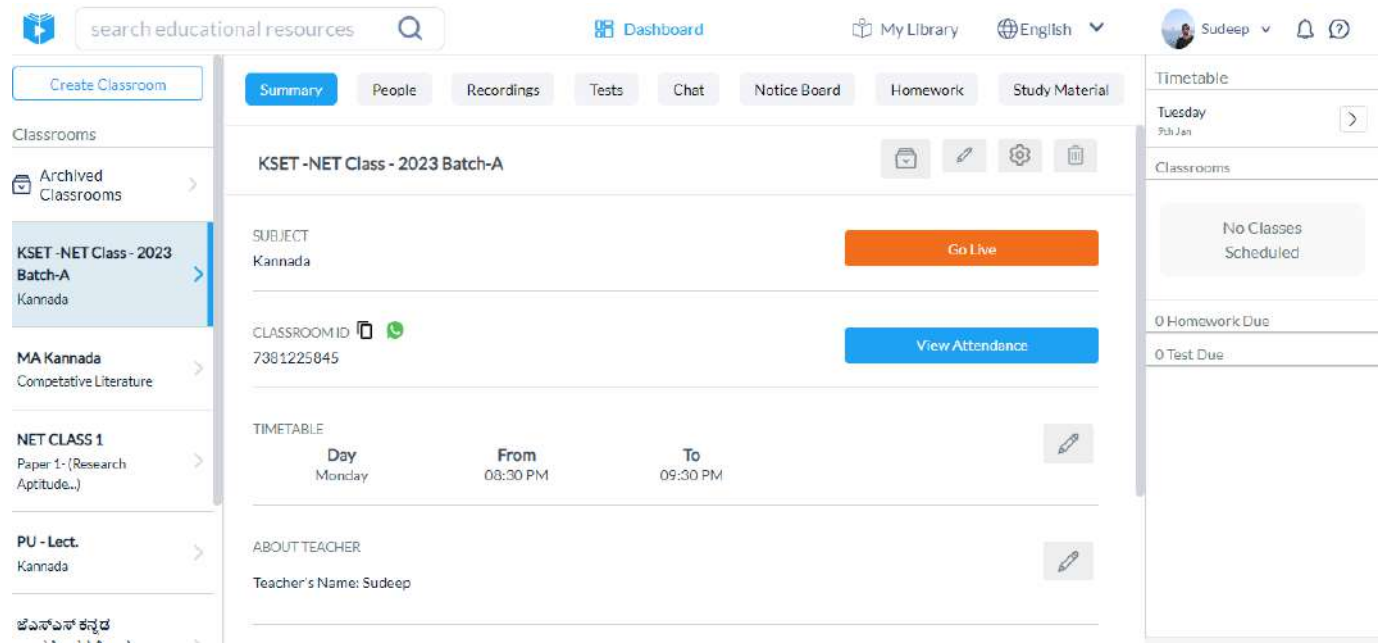 search educational resources
Dashboard
My Library
English
Sudeep
Create Classroom
Classrooms
Archived
Classrooms
KSET -NET Class - 2023
Batch-A
Kannada
MA Kannada
Competative Literature
NET CLASS 1
Paper 1- (Research
Aptitude...)
PU - Lect.
Kannada
ಜೆಎಸ್ಎಸ್ ಕನ್ನಡ
Summary People Recordings Tests Chat Notice Board Homework Study Material
KSET -NET Class - 2023 Batch-A
SUBJECT
Kannada
Go Live
CLASSROOM ID
7381225845
View Attendance
TIMETABLE
Day From To
Monday 08:30 PM 09:30 PM
ABOUT TEACHER
Teacher's Name: Sudeep
Timetable
Tuesday
9th Jan
Classrooms
No Classes
Scheduled
0 Homework Due
0 Test Due